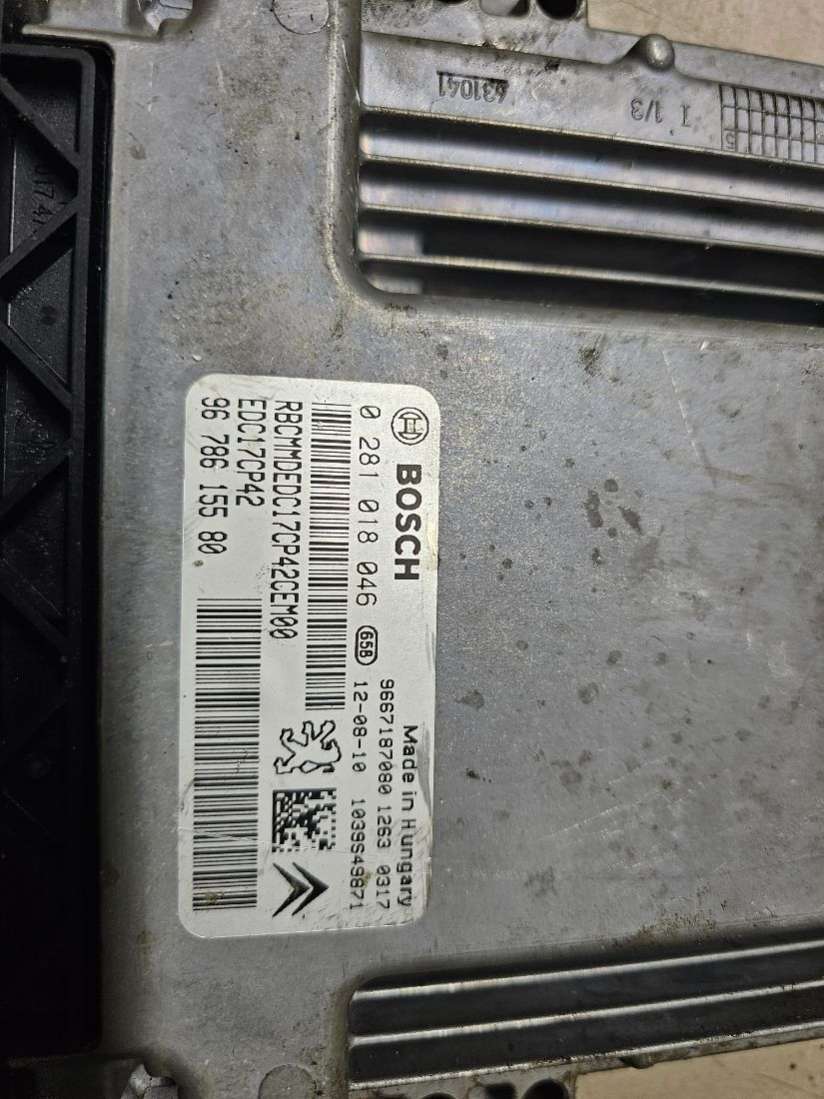 631041
I 1/3
BOSCH
Made in Hungary
9667187080 1263 0317
0 281 018 046 65B 12-08-10 1039S49871
RBCMMDEDC17CP42CEM00
EDC17CP42
96 786 155 80